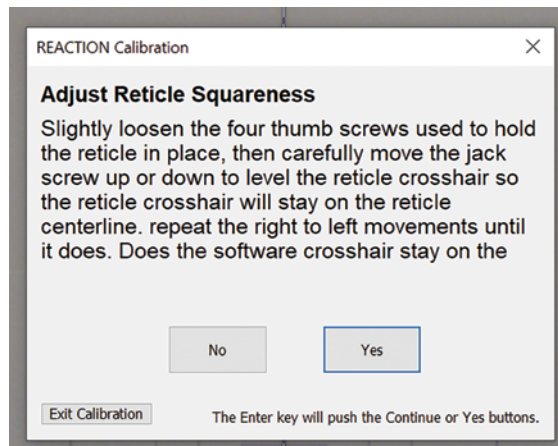 REACTION Calibration
Adjust Reticle Squareness
Slightly loosen the four thumb screws used to hold
the reticle in place, then carefully move the jack
screw up or down to level the reticle crosshair so
the reticle crosshair will stay on the reticle
centerline. repeat the right to left movements until
it does. Does the software crosshair stay on the
No
Yes
Exit Calibration
The Enter key will push the Continue or Yes buttons.